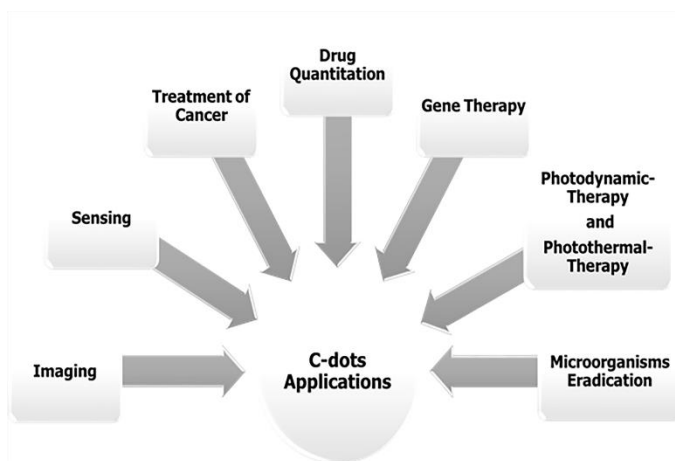 Drug
Quantitation
Treatment of
Cancer
Gene Therapy
Sensing
Photodynamic-
Therapy
and
Photothermal-
Therapy
Imaging
C-dots
Applications
Microorganisms
Eradication